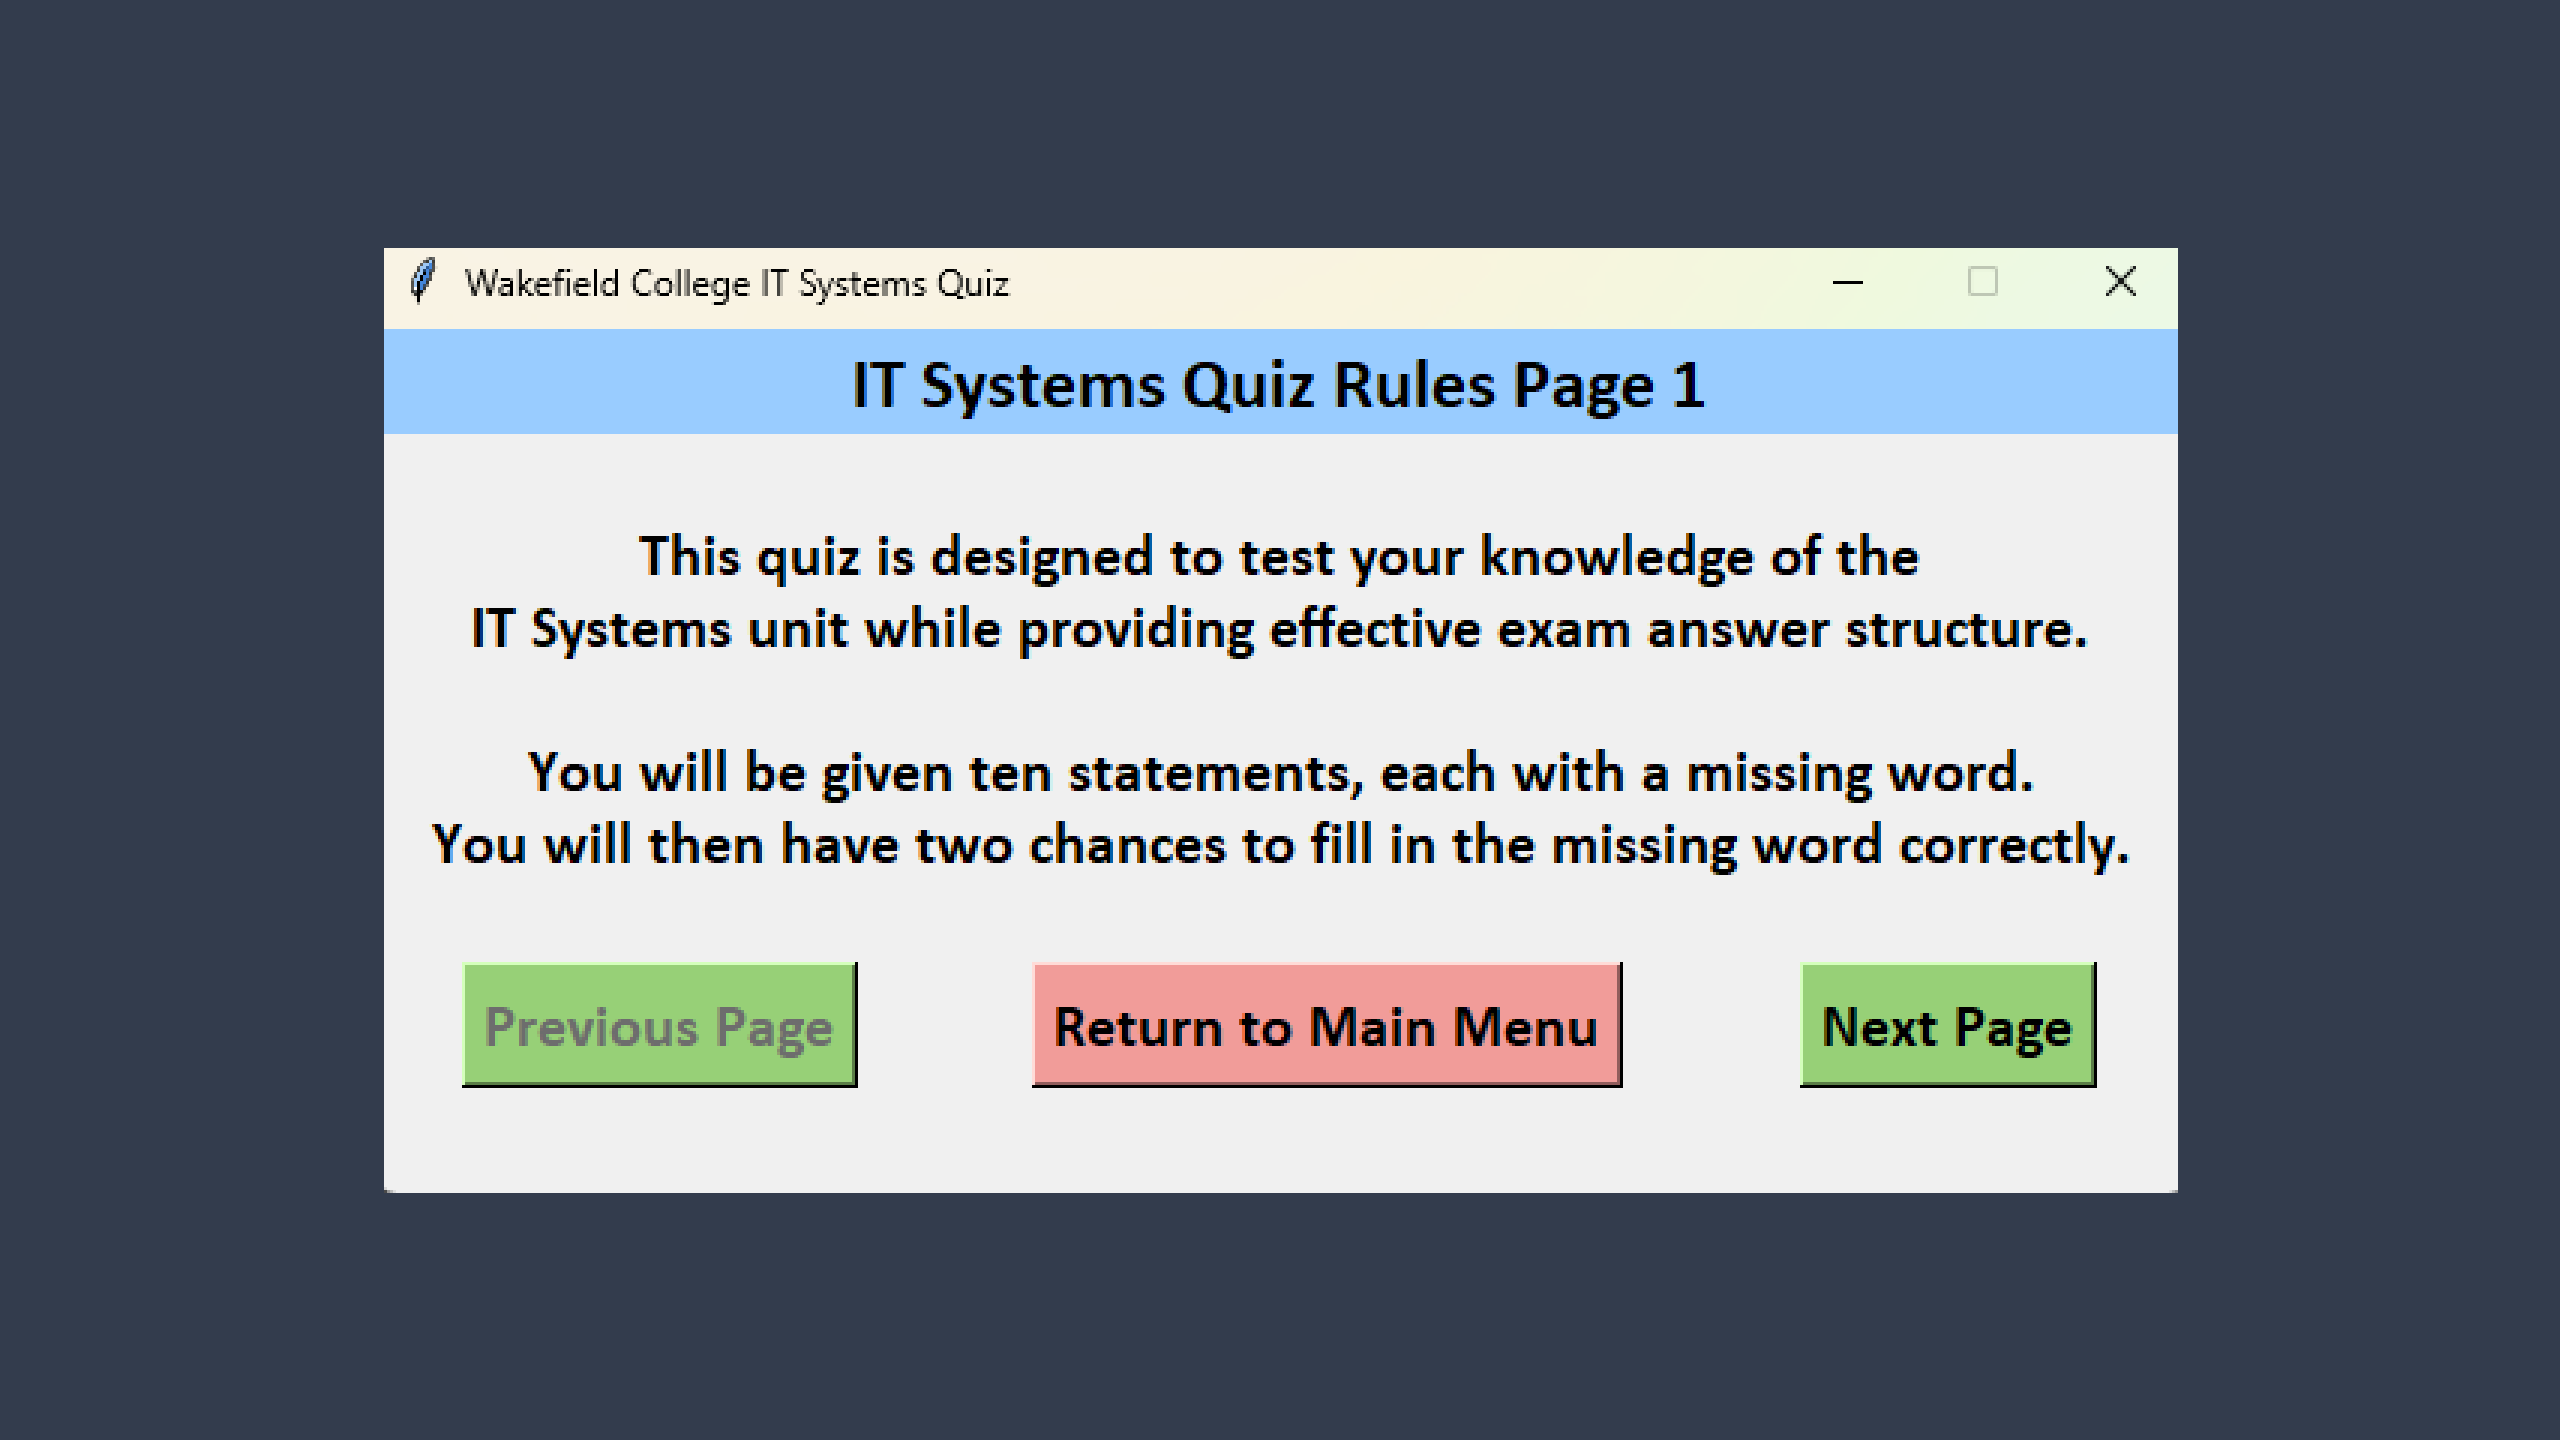 Wakefield College IT Systems Quiz
IT Systems Quiz Rules Page 1
This quiz is designed to test your knowledge of the
IT Systems unit while providing effective exam answer structure.
You will be given ten statements, each with a missing word.
You will then have two chances to fill in the missing word correctly.
Previous Page
Return to Main Menu
Next Page